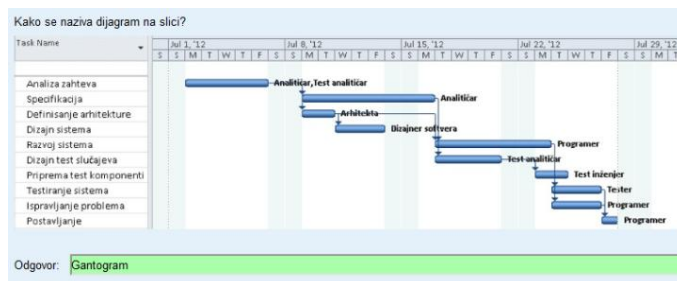 Kako se naziva dijagram na slici?
Task Name
Jul 1, '12 Jul 8, '12 Jul 15, '12 Jul 22, '12 Jul 29, '12
S S M T W T F S S M T W T F S S M T W T F S S M T W T F S S M T
Analiza zahteva Analitičar,Test analitičar
Specifikacija Analitičar
Definisanje arhitekture Arhitekta
Dizajn sistema Dizajner softvera
Razvoj sistema Programer
Dizajn test slučajeva Test analitičar
Priprema test komponenti Test inženjer
Testiranje sistema Tester
Ispravljanje problema Programer
Postavljanje Programer
Odgovor: Gantogram